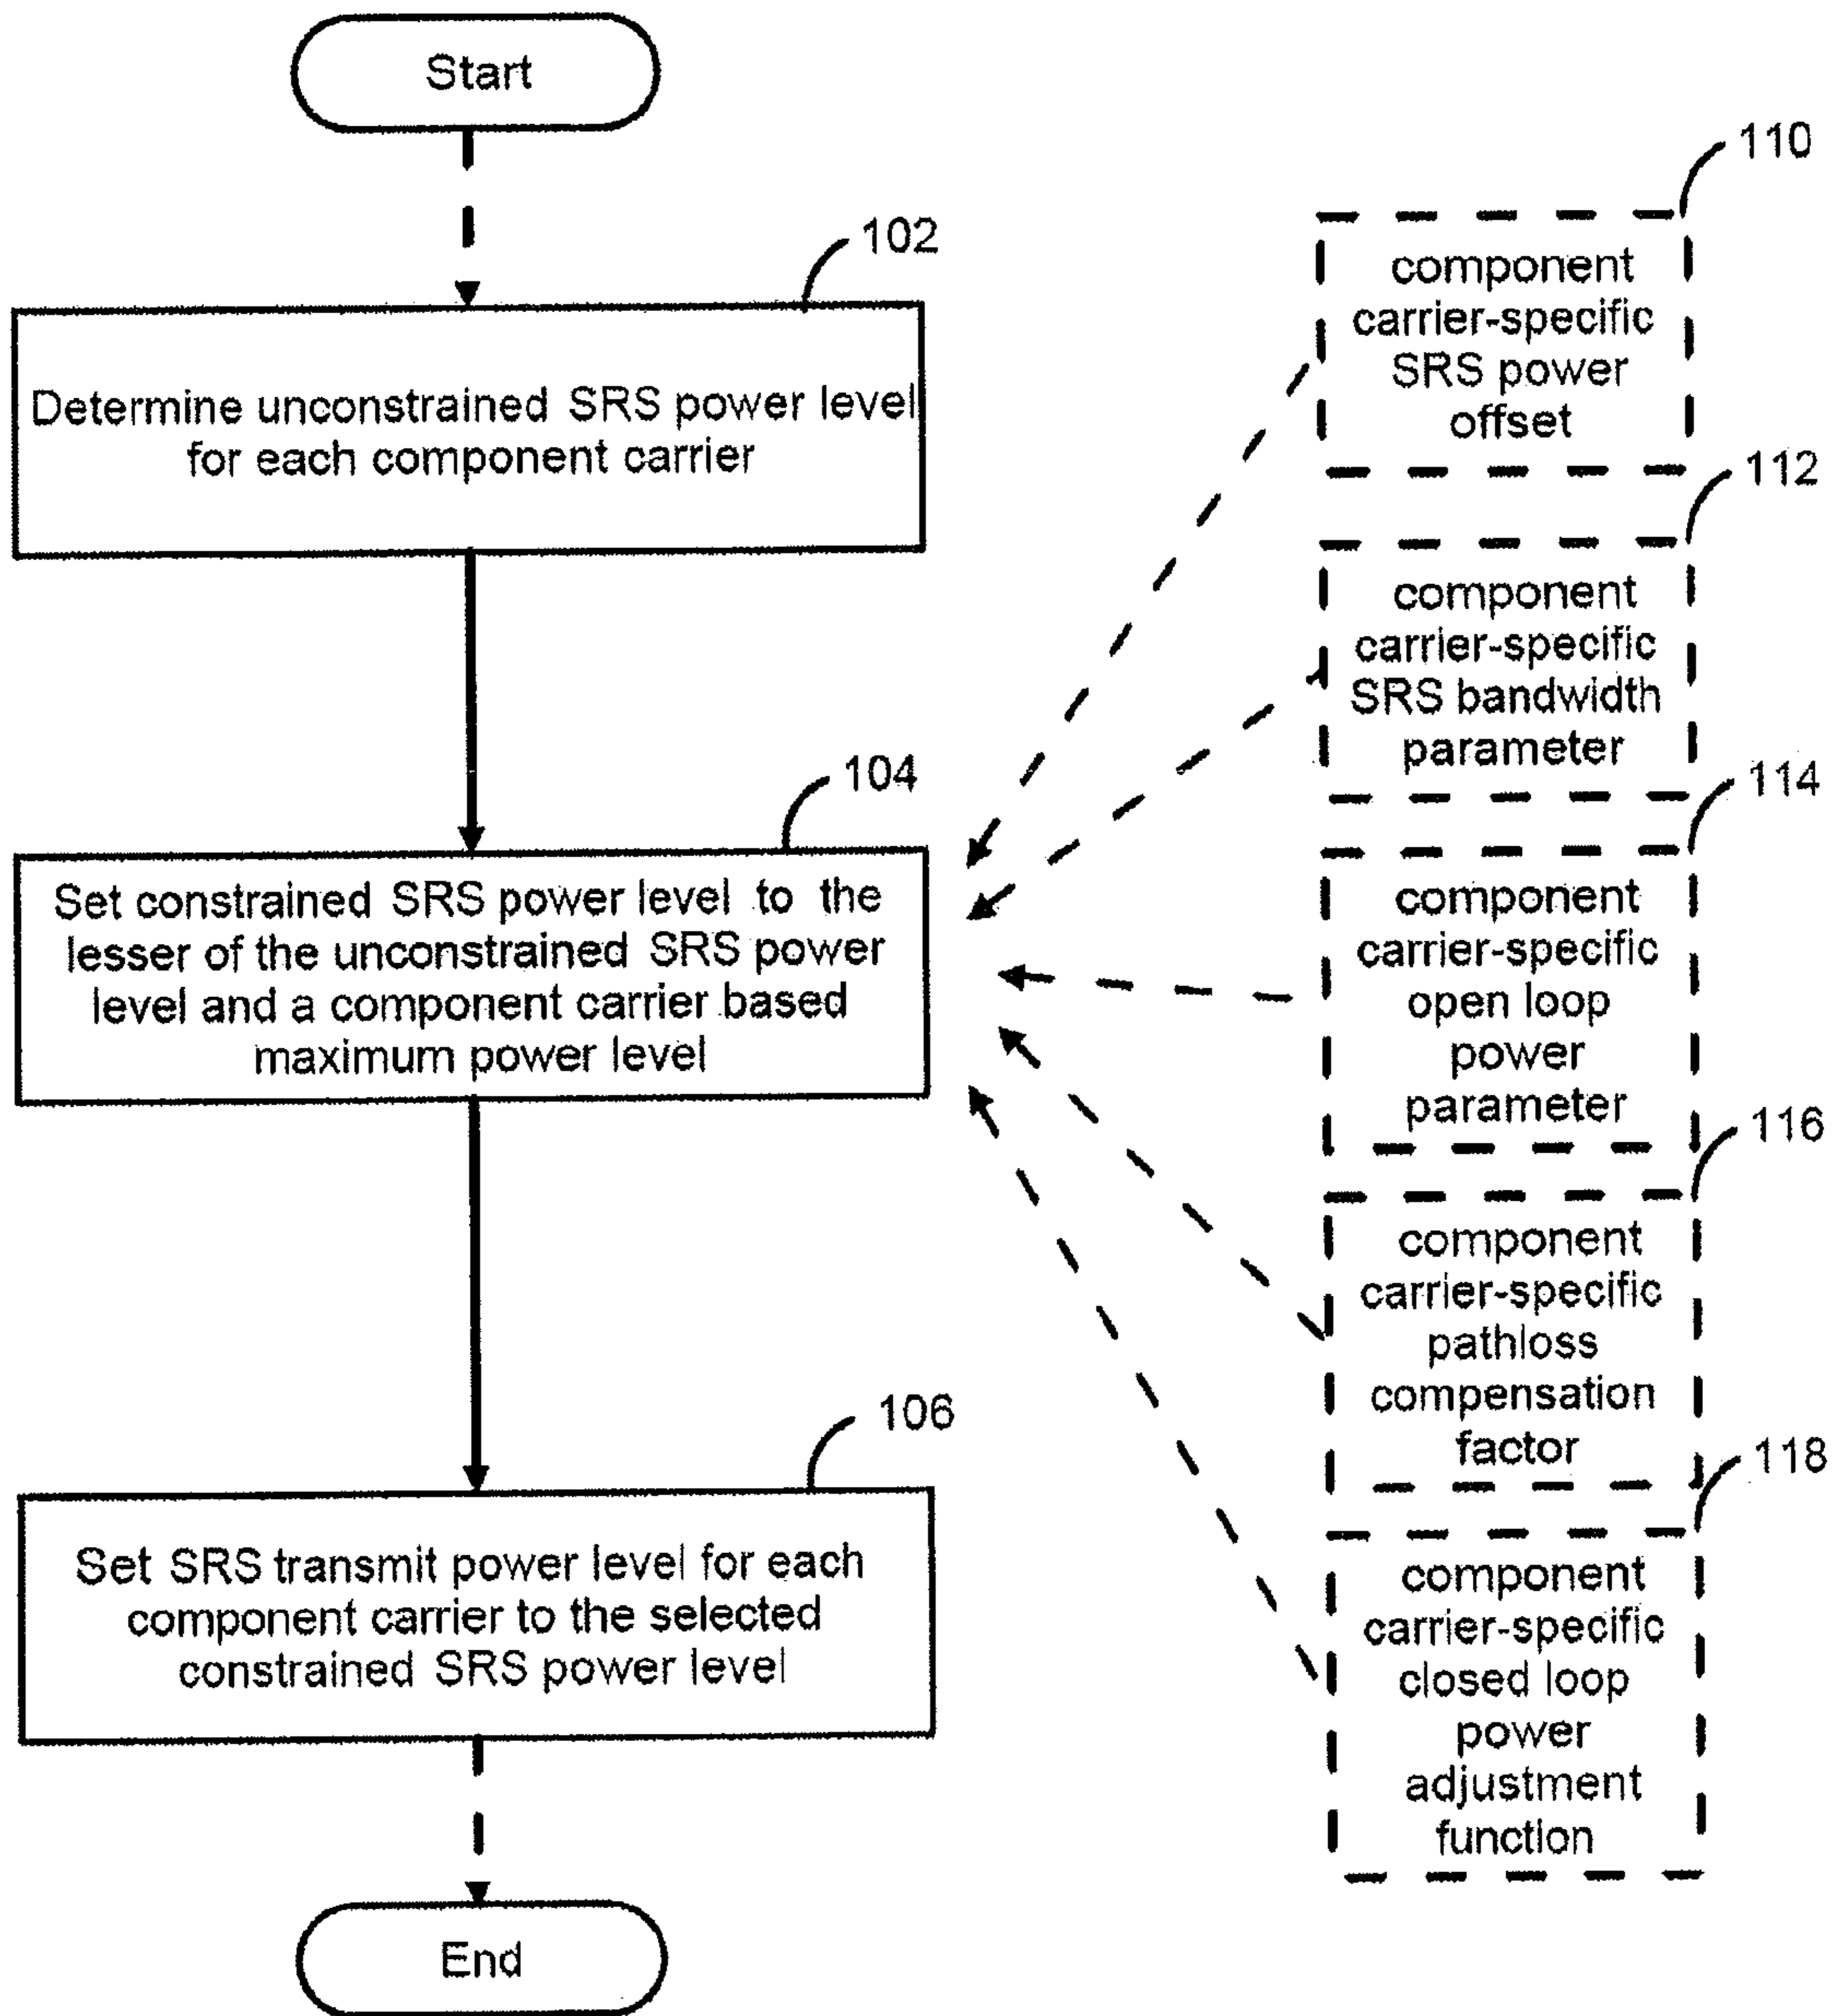 Start
102
Determine unconstrained SRS power level
for each component carrier
104
Set constrained SRS power level to the
lesser of the unconstrained SRS power
level and a component carrier based
maximum power level
106
Set SRS transmit power level for each
component carrier to the selected
constrained SRS power level
End
110
component
carrier-specific
SRS power
offset
112
component
carrier-specific
SRS bandwidth
parameter
114
component
carrier-specific
open loop
power
parameter
116
component
carrier-specific
pathloss
compensation
factor
118
component
carrier-specific
closed loop
power
adjustment
function